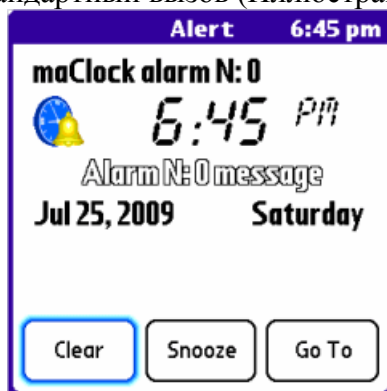 Alert 6:45 pm
maClock alarm N: 0
6:45 PM
Alarm N: 0 message
Jul 25, 2009 Saturday
Clear Snooze Go To